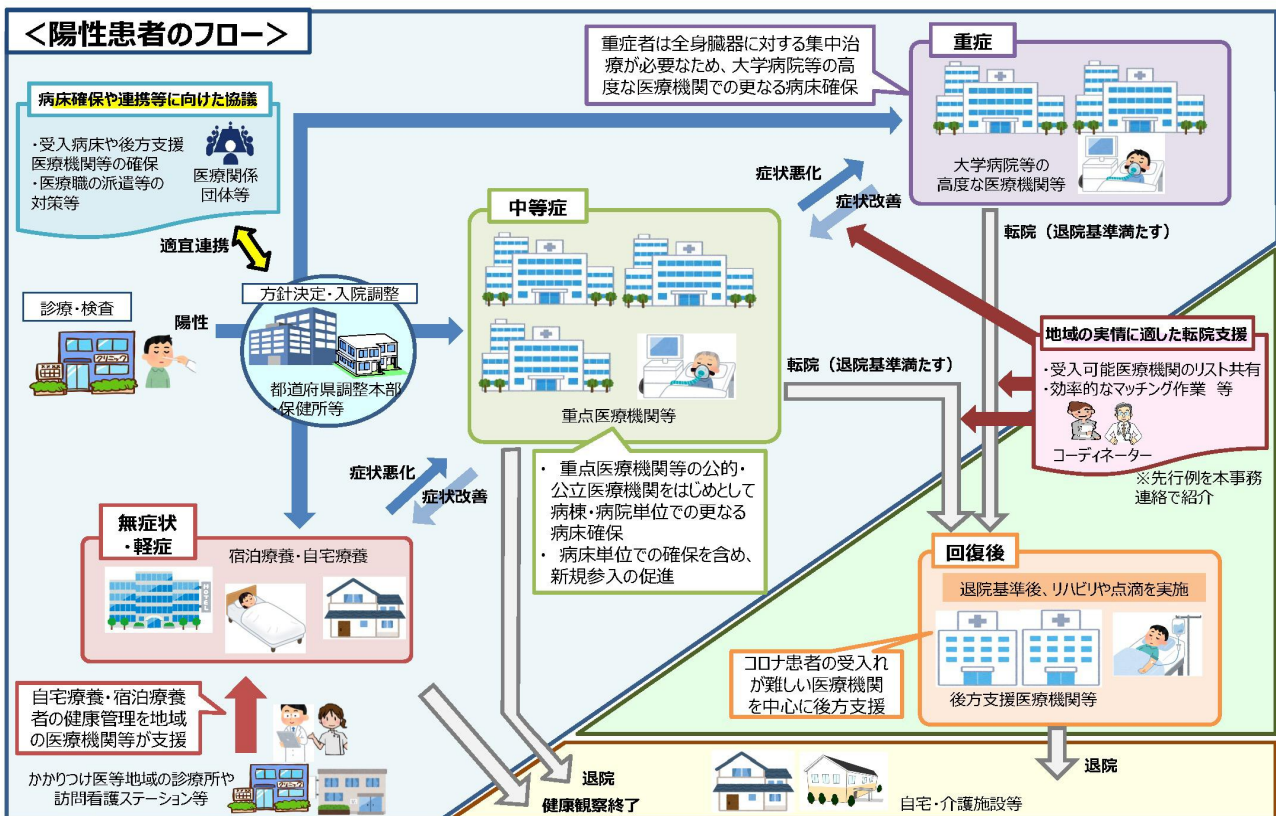 ＜陽性患者のフロー＞
病床確保や連携等に向けた協議
・受入病床や後方支援
医療機関等の確保
・医療職の派遣等の
対策等
医療関係
団体等
適宜連携
診療・検査
クリニック
陽性
方針決定・入院調整
都道府県調整本部
・保健所等
重症者は全身臓器に対する集中治
療が必要なため、大学病院等の高
度な医療機関での更なる病床確保
重症
大学病院等の
高度な医療機関等
症状悪化
症状改善
転院（退院基準満たす）
中等症
重点医療機関等
転院（退院基準満たす）
地域の実情に適した転院支援
・受入可能医療機関のリスト共有
・効率的なマッチング作業 等
コーディネーター
※先行例を本事務
連絡で紹介
・ 重点医療機関等の公的・
公立医療機関をはじめとして
病棟・病院単位での更なる
病床確保
・ 病床単位での確保を含め、
新規参入の促進
症状悪化
症状改善
無症状
・軽症
宿泊療養・自宅療養
HOTEL
回復後
退院基準後、リハビリや点滴を実施
後方支援医療機関等
コロナ患者の受入れ
が難しい医療機関
を中心に後方支援
自宅療養・宿泊療養
者の健康管理を地域
の医療機関等が支援
かかりつけ医等地域の診療所や
訪問看護ステーション等
クリニック
退院
健康観察終了
自宅・介護施設等
退院